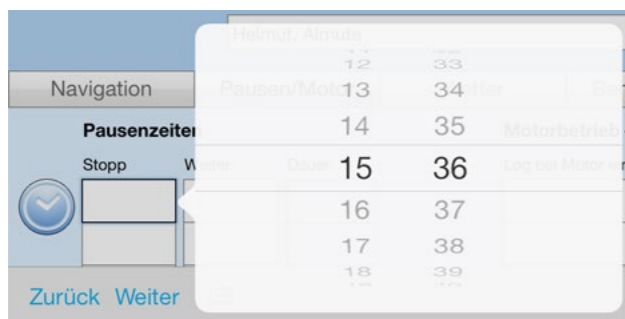 Helmut, Almute
12 33
Navigation Pausen/Motor 13 34
Pausenzeiten 14 35 Motorbetrieb
Stopp Weiter Dauer 15 36 Log bei Motor
16 37
17 38
18 39
Zurück Weiter